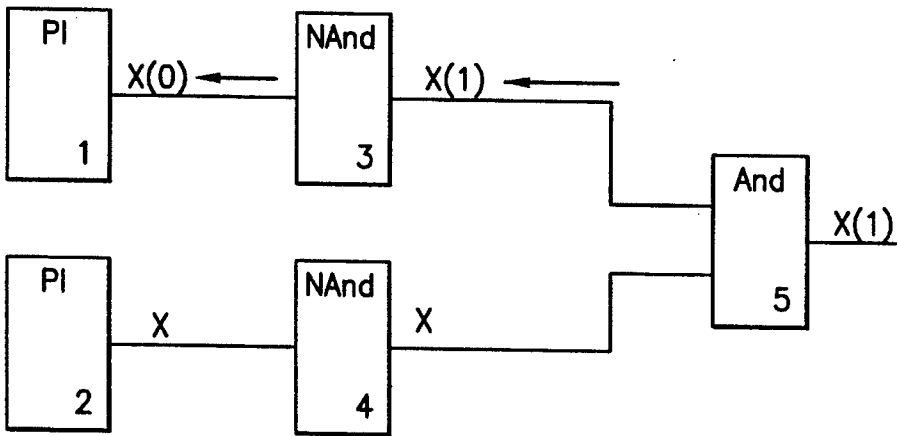 PI
X(0)
1
NAnd
X(1)
3
And
X(1)
5
PI
X
2
NAnd
X
4